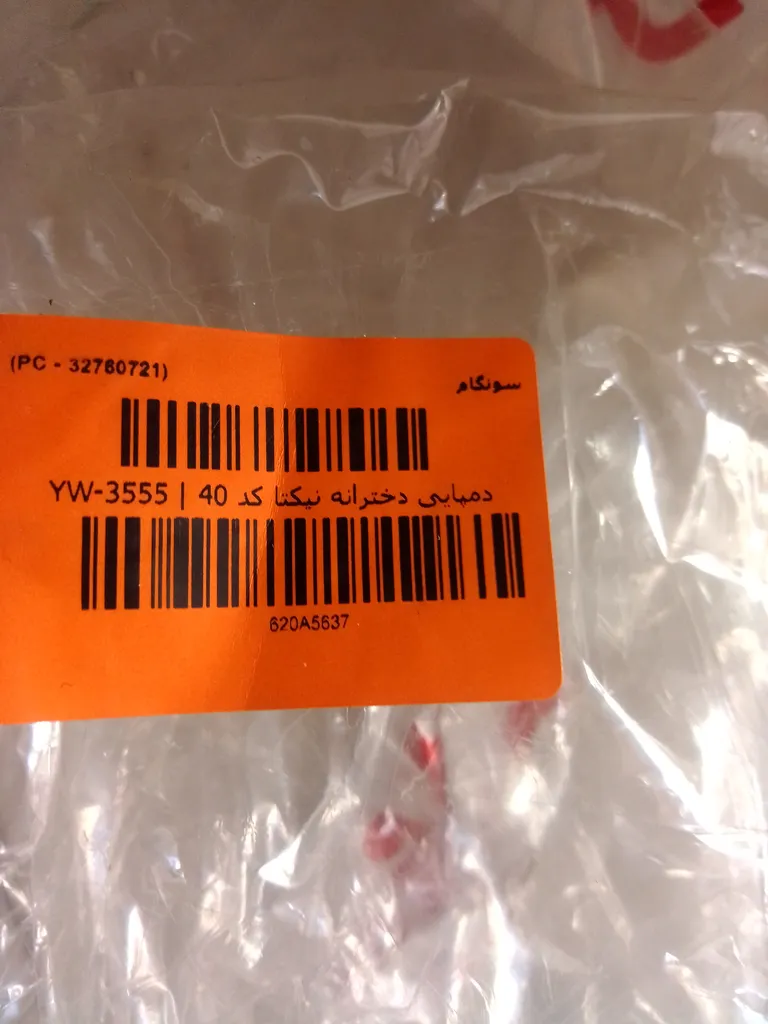 سونگام
(PC - 32760721)
دمپایی دخترانه نیکتا کد YW-3555 | 40
620A5637